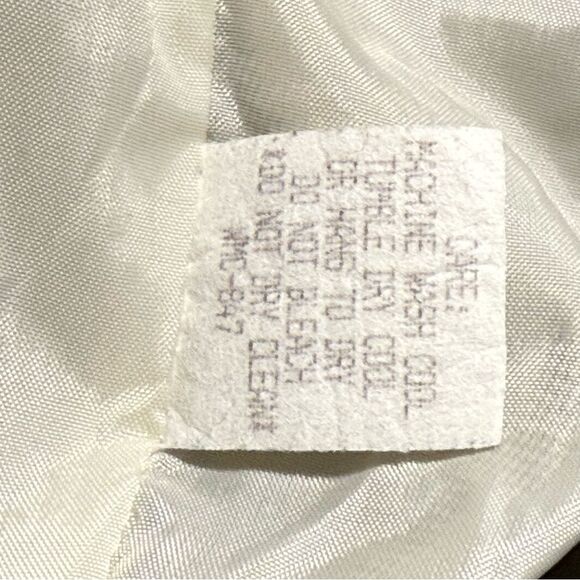 CARE:
MACHINE WASH COOL
TUMBLE DRY COOL
OR HANG TO DRY
DO NOT BLEACH
*DO NOT DRY CLEAN*
WMC-847